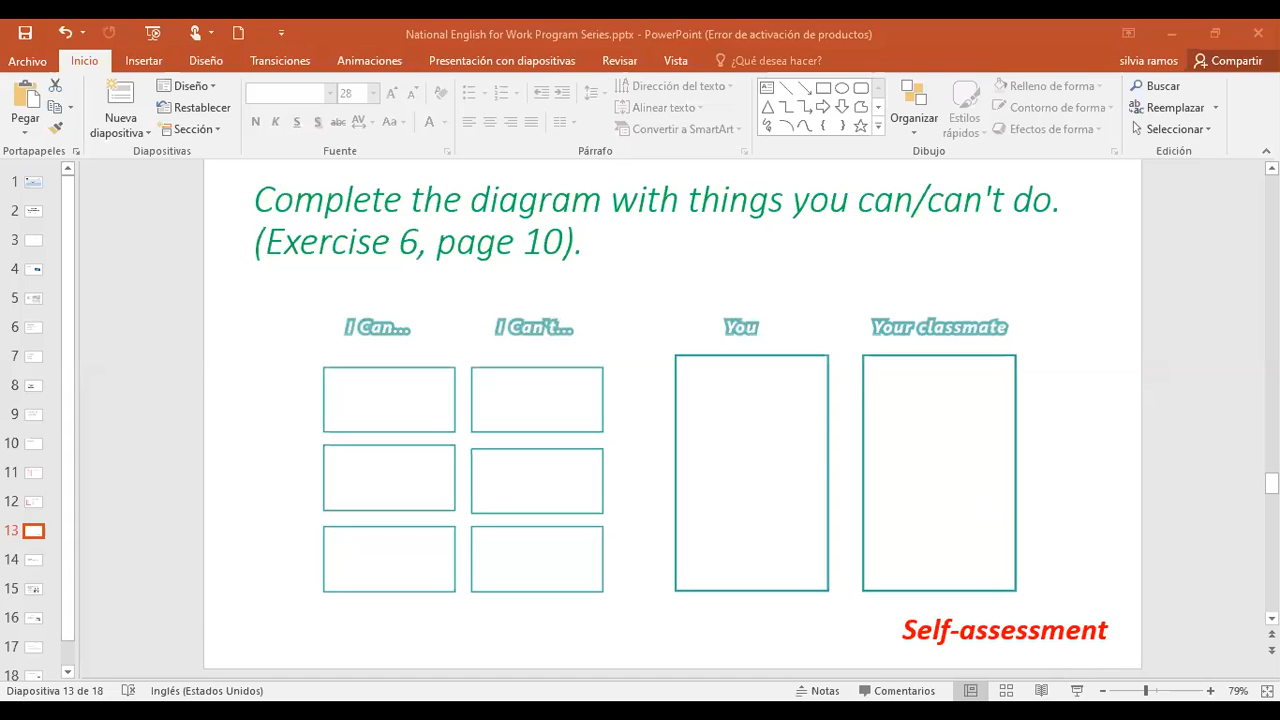 National English for Work Program Series.pptx - PowerPoint (Error de activación de productos)
Archivo Inicio Insertar Diseño Transiciones Animaciones Presentación con diapositivas Revisar Vista ¿Qué desea hacer? silvia ramos Compartir
Pegar
Portapapeles
Nueva diapositiva
Diseño
Restablecer
Sección
Diapositivas
28
N K S abc AV Aa A
Fuente
Dirección del texto
Alinear texto
Convertir a SmartArt
Párrafo
Organizar
Estilos rápidos
Relleno de forma
Contorno de forma
Efectos de forma
Dibujo
Buscar
Reemplazar
Seleccionar
Edición
1
2
3
4
5
6
7
8
9
10
11
12
13
14
15
16
17
18
Complete the diagram with things you can/can't do.
(Exercise 6, page 10).
I Can... I Can't... You Your classmate
Self-assessment
Diapositiva 13 de 18 Inglés (Estados Unidos) Notas Comentarios 79%